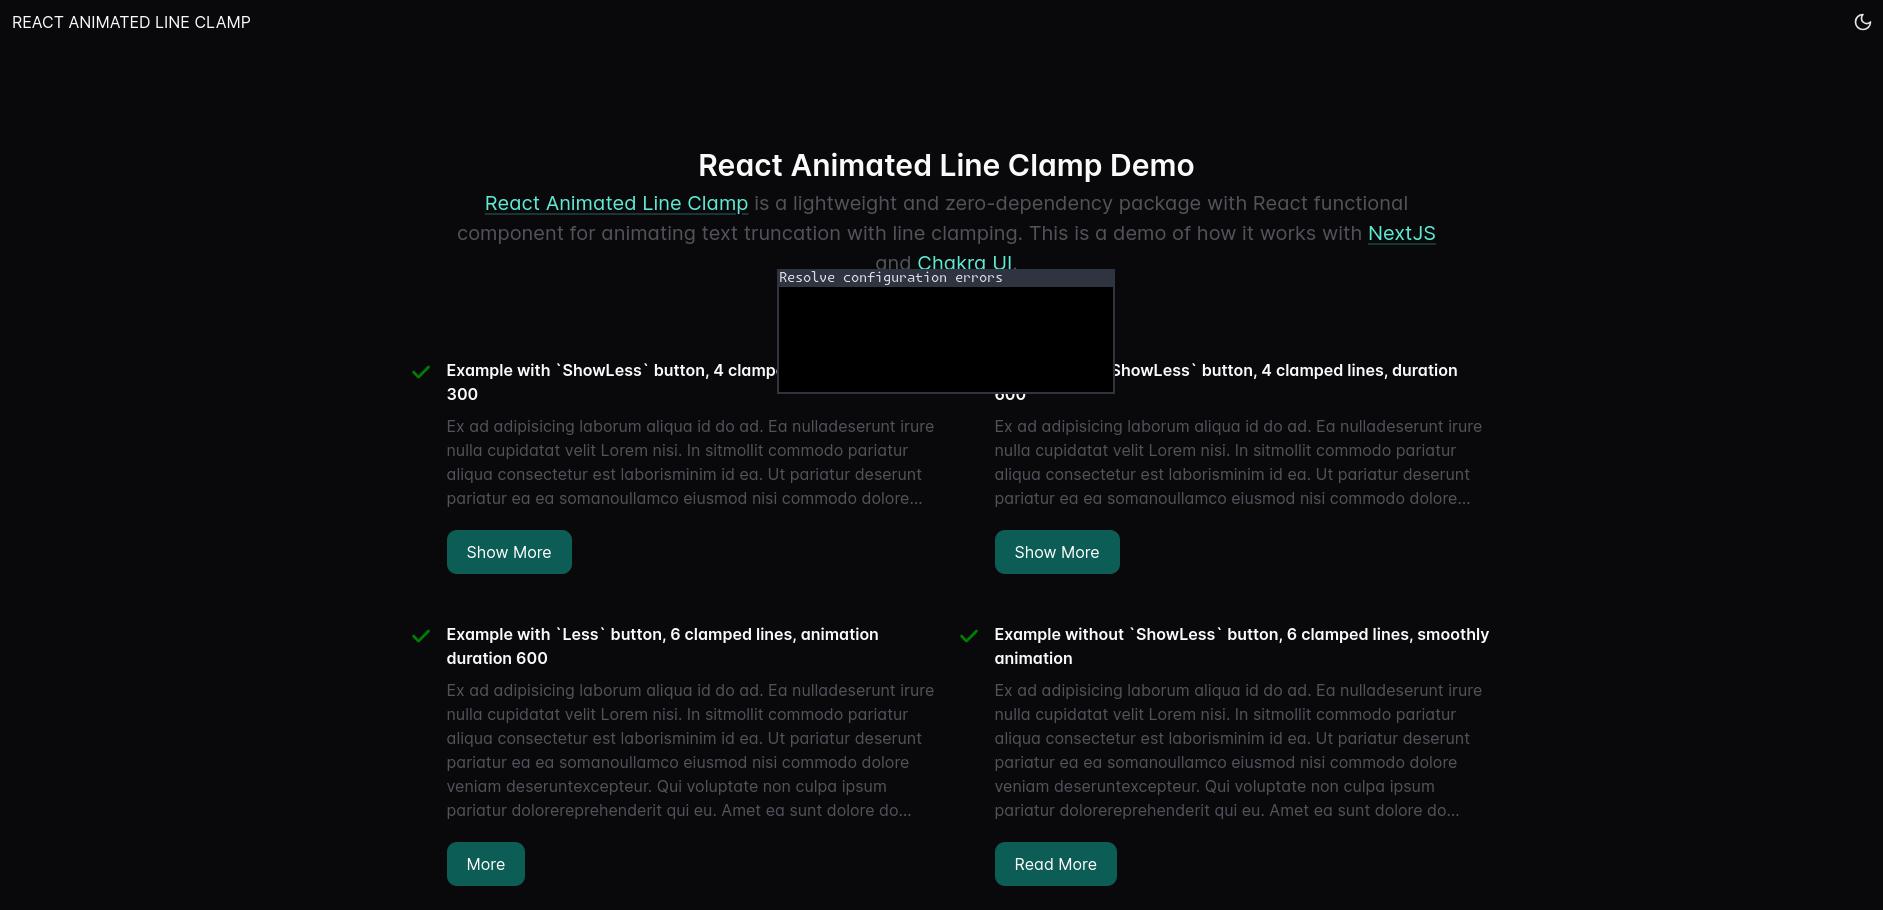 REACT ANIMATED LINE CLAMP
React Animated Line Clamp Demo
React Animated Line Clamp is a lightweight and zero-dependency package with React functional
component for animating text truncation with line clamping. This is a demo of how it works with NextJS
and Chakra UI.
Resolve configuration errors
Example with `ShowLess` button, 4 clamp
300
Ex ad adipisicing laborum aliqua id do ad. Ea nulladeserunt irure
nulla cupidatat velit Lorem nisi. In sitmollit commodo pariatur
aliqua consectetur est laborisminim id ea. Ut pariatur deserunt
pariatur ea ea somanoullamco eiusmod nisi commodo dolore...
Show More
ShowLess` button, 4 clamped lines, duration
600
Ex ad adipisicing laborum aliqua id do ad. Ea nulladeserunt irure
nulla cupidatat velit Lorem nisi. In sitmollit commodo pariatur
aliqua consectetur est laborisminim id ea. Ut pariatur deserunt
pariatur ea ea somanoullamco eiusmod nisi commodo dolore...
Show More
Example with `Less` button, 6 clamped lines, animation
duration 600
Ex ad adipisicing laborum aliqua id do ad. Ea nulladeserunt irure
nulla cupidatat velit Lorem nisi. In sitmollit commodo pariatur
aliqua consectetur est laborisminim id ea. Ut pariatur deserunt
pariatur ea ea somanoullamco eiusmod nisi commodo dolore
veniam deseruntexcepteur. Qui voluptate non culpa ipsum
pariatur dolorereprehenderit qui eu. Amet ea sunt dolore do...
More
Example without `ShowLess` button, 6 clamped lines, smoothly
animation
Ex ad adipisicing laborum aliqua id do ad. Ea nulladeserunt irure
nulla cupidatat velit Lorem nisi. In sitmollit commodo pariatur
aliqua consectetur est laborisminim id ea. Ut pariatur deserunt
pariatur ea ea somanoullamco eiusmod nisi commodo dolore
veniam deseruntexcepteur. Qui voluptate non culpa ipsum
pariatur dolorereprehenderit qui eu. Amet ea sunt dolore do...
Read More